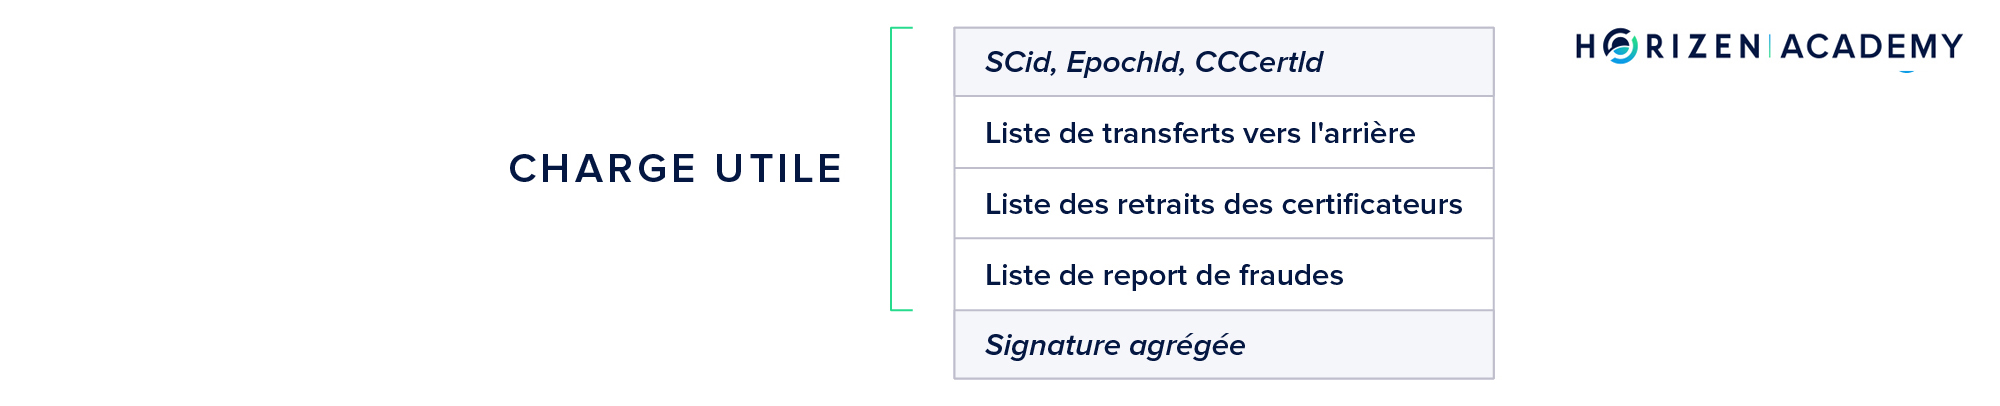 HORIZEN | ACADEMY
SCid, EpochId, CCCertId
Liste de transferts vers l'arrière
CHARGE UTILE
Liste des retraits des certificateurs
Liste de report de fraudes
Signature agrégée